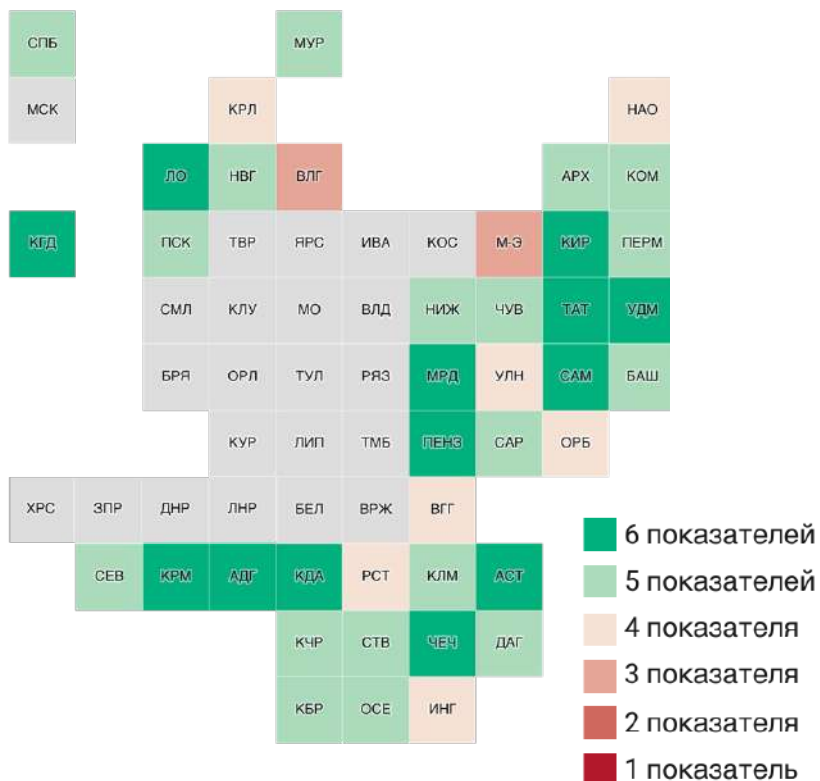 СПБ МУР
МСК КРЛ НАО
ЛО НВГ ВЛГ АРХ КОМ
КГД ПСК ТВР ЯРС ИВА КОС М-Э КИР ПЕРМ
СМЛ КЛУ МО ВЛД НИЖ ЧУВ ТАТ УДМ
БРЯ ОРЛ ТУЛ РЯЗ МРД УЛН САМ БАШ
КУР ЛИП ТМБ ПЕНЗ САР ОРБ
ХРС ЗПР ДНР ЛНР БЕЛ ВРЖ ВГГ
СЕВ КРМ АДГ КДА РСТ КЛМ АСТ
КЧР СТВ ЧЕЧ ДАГ
КБР ОСЕ ИНГ
6 показателей
5 показателей
4 показателя
3 показателя
2 показателя
1 показатель